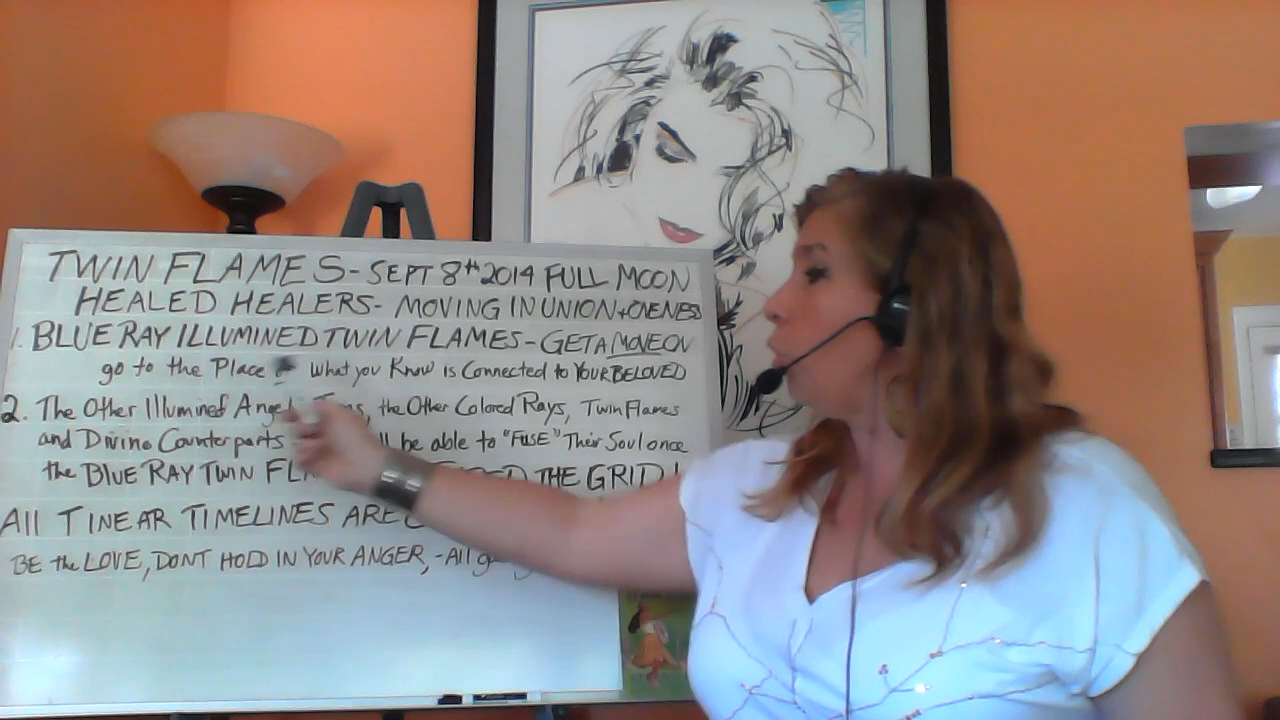 TWIN FLAMES - SEPT 8th 2014 FULL MOON
HEALED HEALERS - MOVING IN UNION + ONENESS
1. BLUE RAY ILLUMINED TWIN FLAMES - GET A MOVE ON
go to the Place what you Know is Connected to YOUR BELOVED
2. The Other Illumined Angel the Other Colored Rays, Twin Flames
and Divine Counterparts be able to "FUSE" Their Soul once
the BLUE RAY TWIN THE GRID!
All TINEAR TIMELINES ARE
BE the LOVE, DONT HOLD IN YOUR ANGER, - All